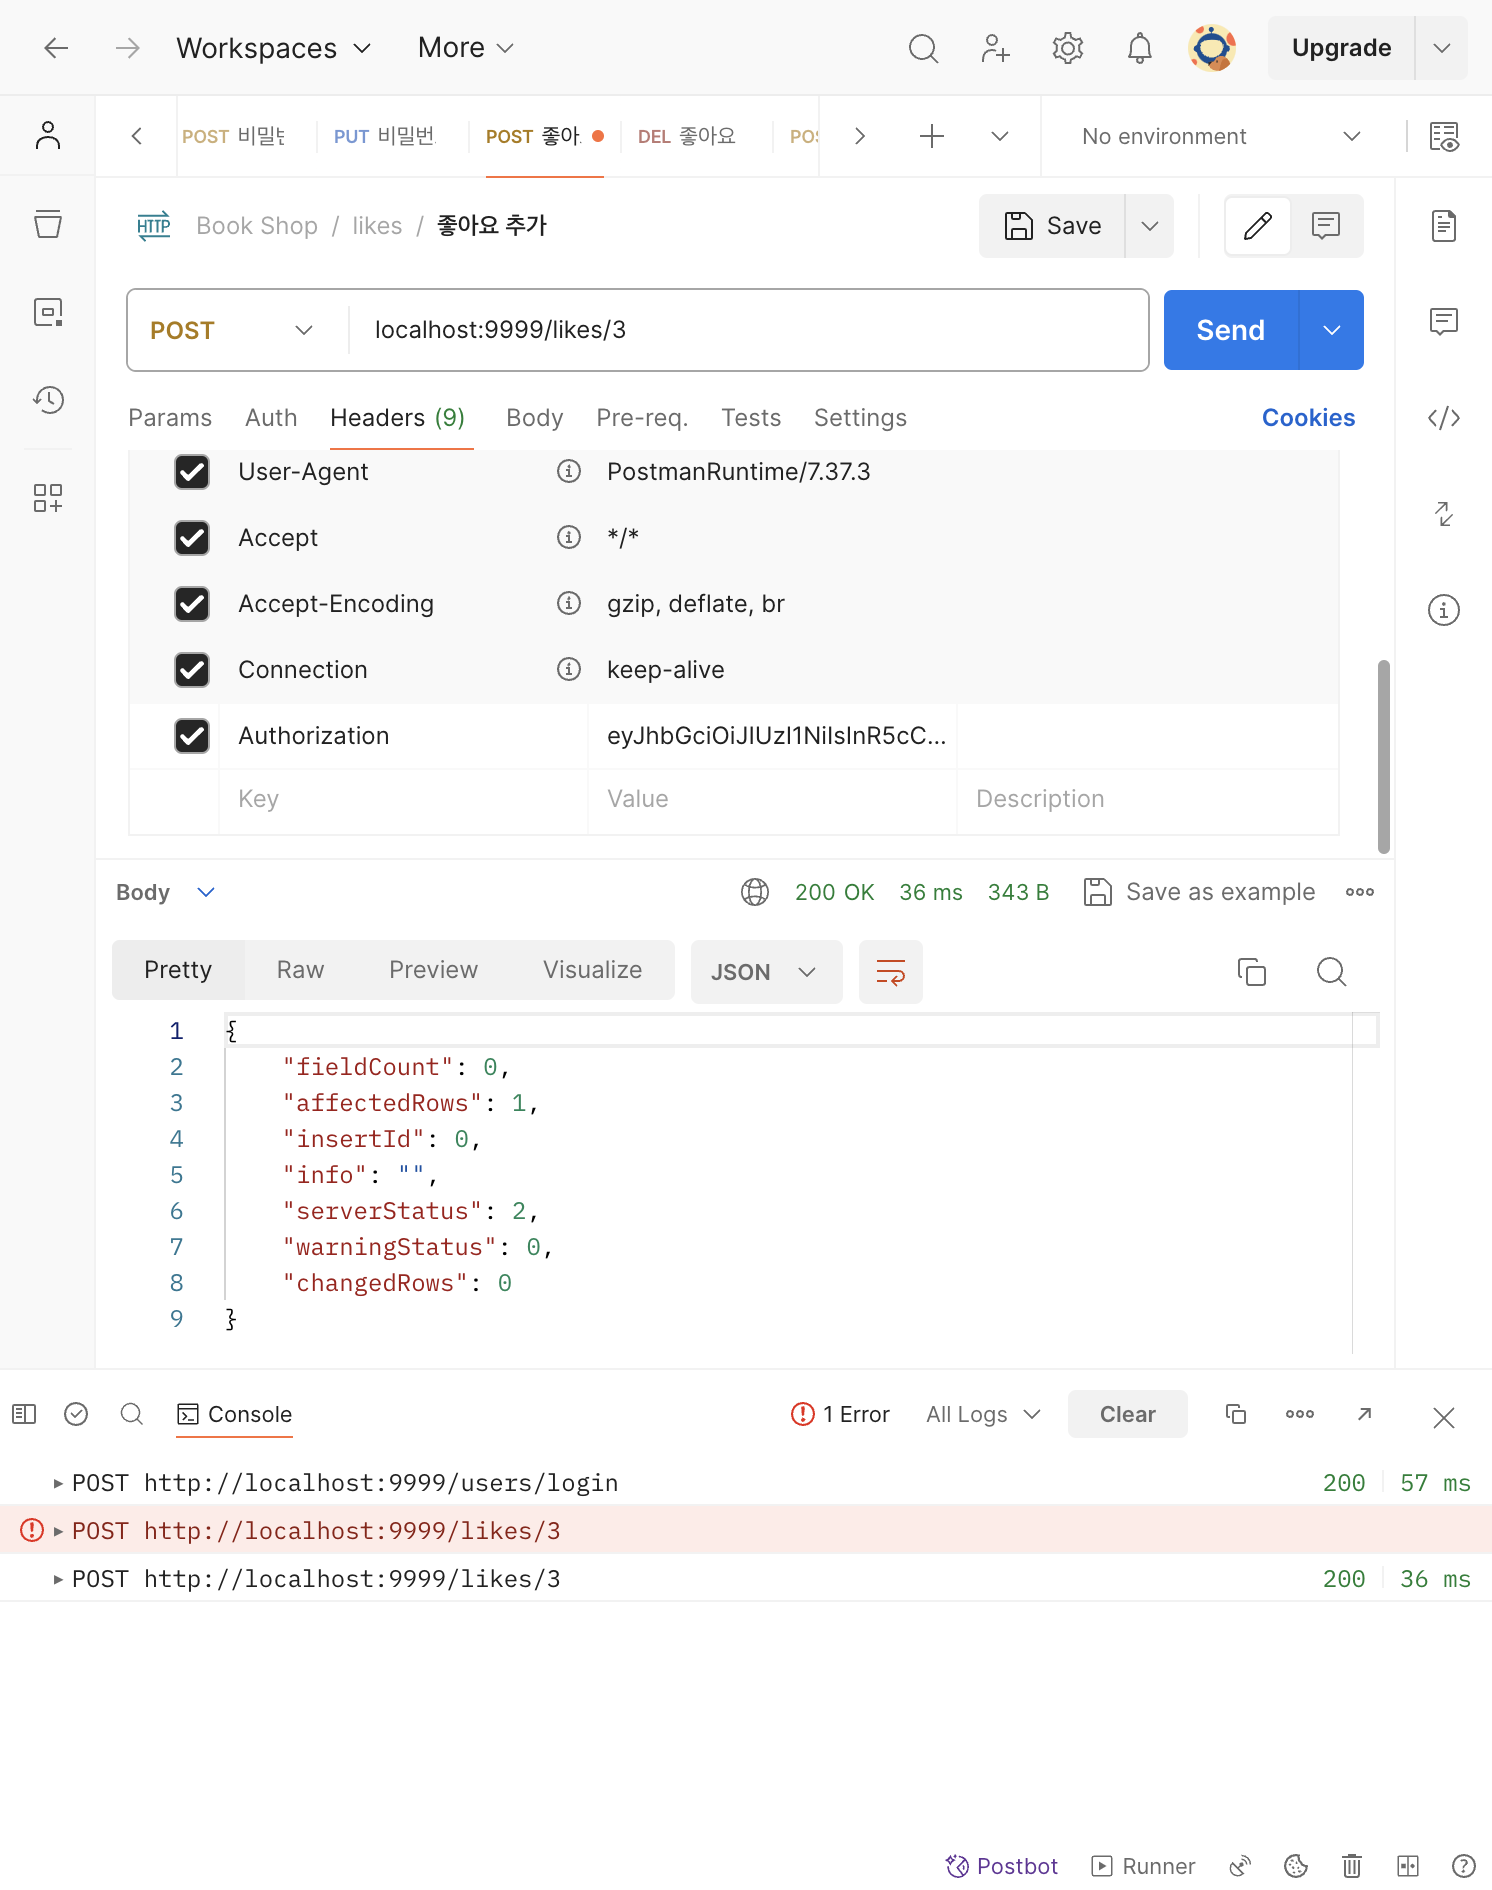 Workspaces More Upgrade
POST 비밀번 PUT 비밀번. POST 좋아. DEL 좋아요 POS No environment
HTTP Book Shop / likes / 좋아요 추가 Save
POST localhost:9999/likes/3 Send
Params Auth Headers (9) Body Pre-req. Tests Settings Cookies
User-Agent PostmanRuntime/7.37.3
Accept */*
Accept-Encoding gzip, deflate, br
Connection keep-alive
Authorization eyJhbGciOiJIUzI1NiIsInR5cC...
Key Value Description
Body 200 OK 36 ms 343 B Save as example
Pretty Raw Preview Visualize JSON
1 {
2 "fieldCount": 0,
3 "affectedRows": 1,
4 "insertId": 0,
5 "info": "",
6 "serverStatus": 2,
7 "warningStatus": 0,
8 "changedRows": 0
9 }
Console 1 Error All Logs Clear
POST http://localhost:9999/users/login 200 57 ms
POST http://localhost:9999/likes/3
POST http://localhost:9999/likes/3 200 36 ms
Postbot Runner